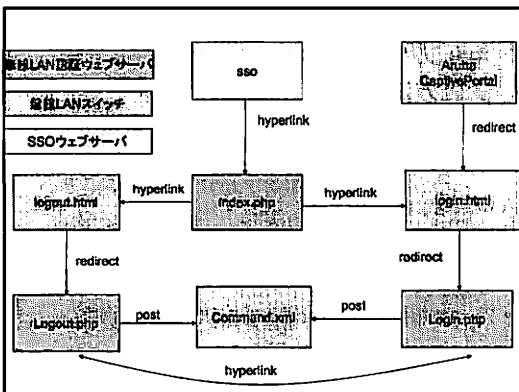 無線LAN認証ウェブサーバ
sso
Aruba
CaptivePortal
無線LANスイッチ
hyperlink
redirect
SSOウェブサーバ
hyperlink
hyperlink
logout.html
Index.php
login.html
redirect
redirect
post
post
Logout.php
Command.xml
Login.php
hyperlink